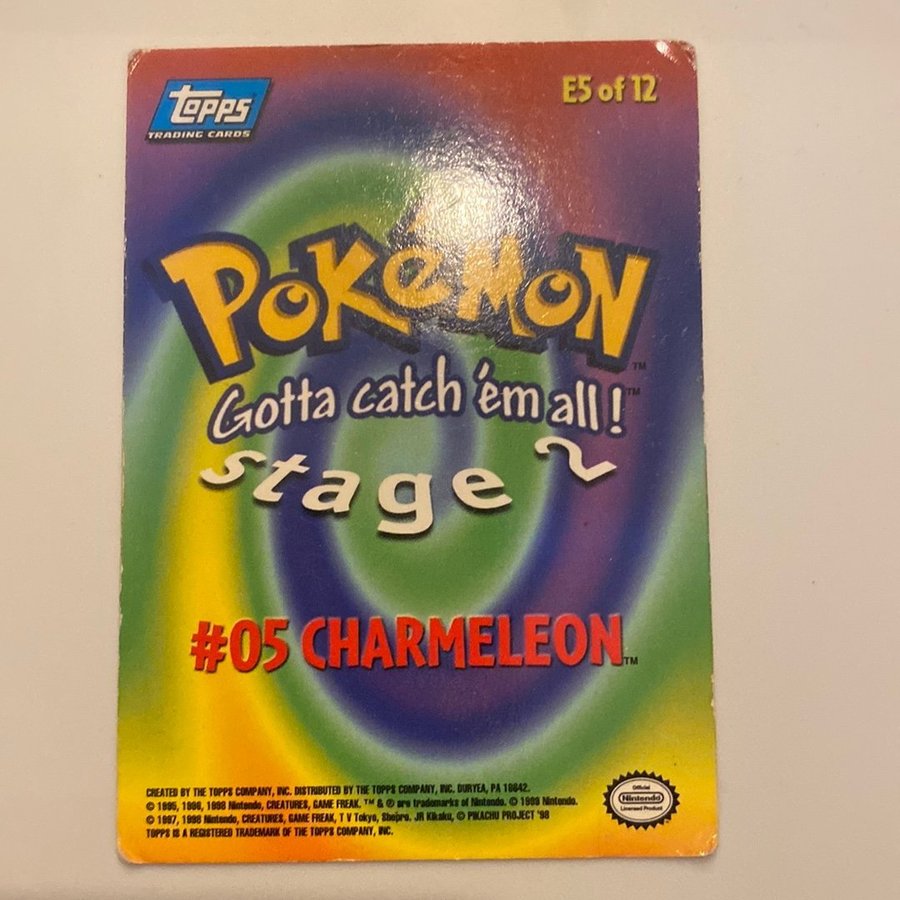 topps
TRADING CARDS
E5 of 12
POKéMON™
Gotta catch 'em all!™
stage 2
#05 CHARMELEON™
CREATED BY THE TOPPS COMPANY, INC. DISTRIBUTED BY THE TOPPS COMPANY, INC. DURYEA, PA 18642.
© 1995, 1996, 1998 Nintendo, CREATURES, GAME FREAK. ™ & ® are trademarks of Nintendo. © 1999 Nintendo.
© 1997, 1998 Nintendo, CREATURES, GAME FREAK, T V Tokyo, Shopro, JR Kikaku, © PIKACHU PROJECT '98
TOPPS IS A REGISTERED TRADEMARK OF THE TOPPS COMPANY, INC.
Official
Nintendo
Licensed Product